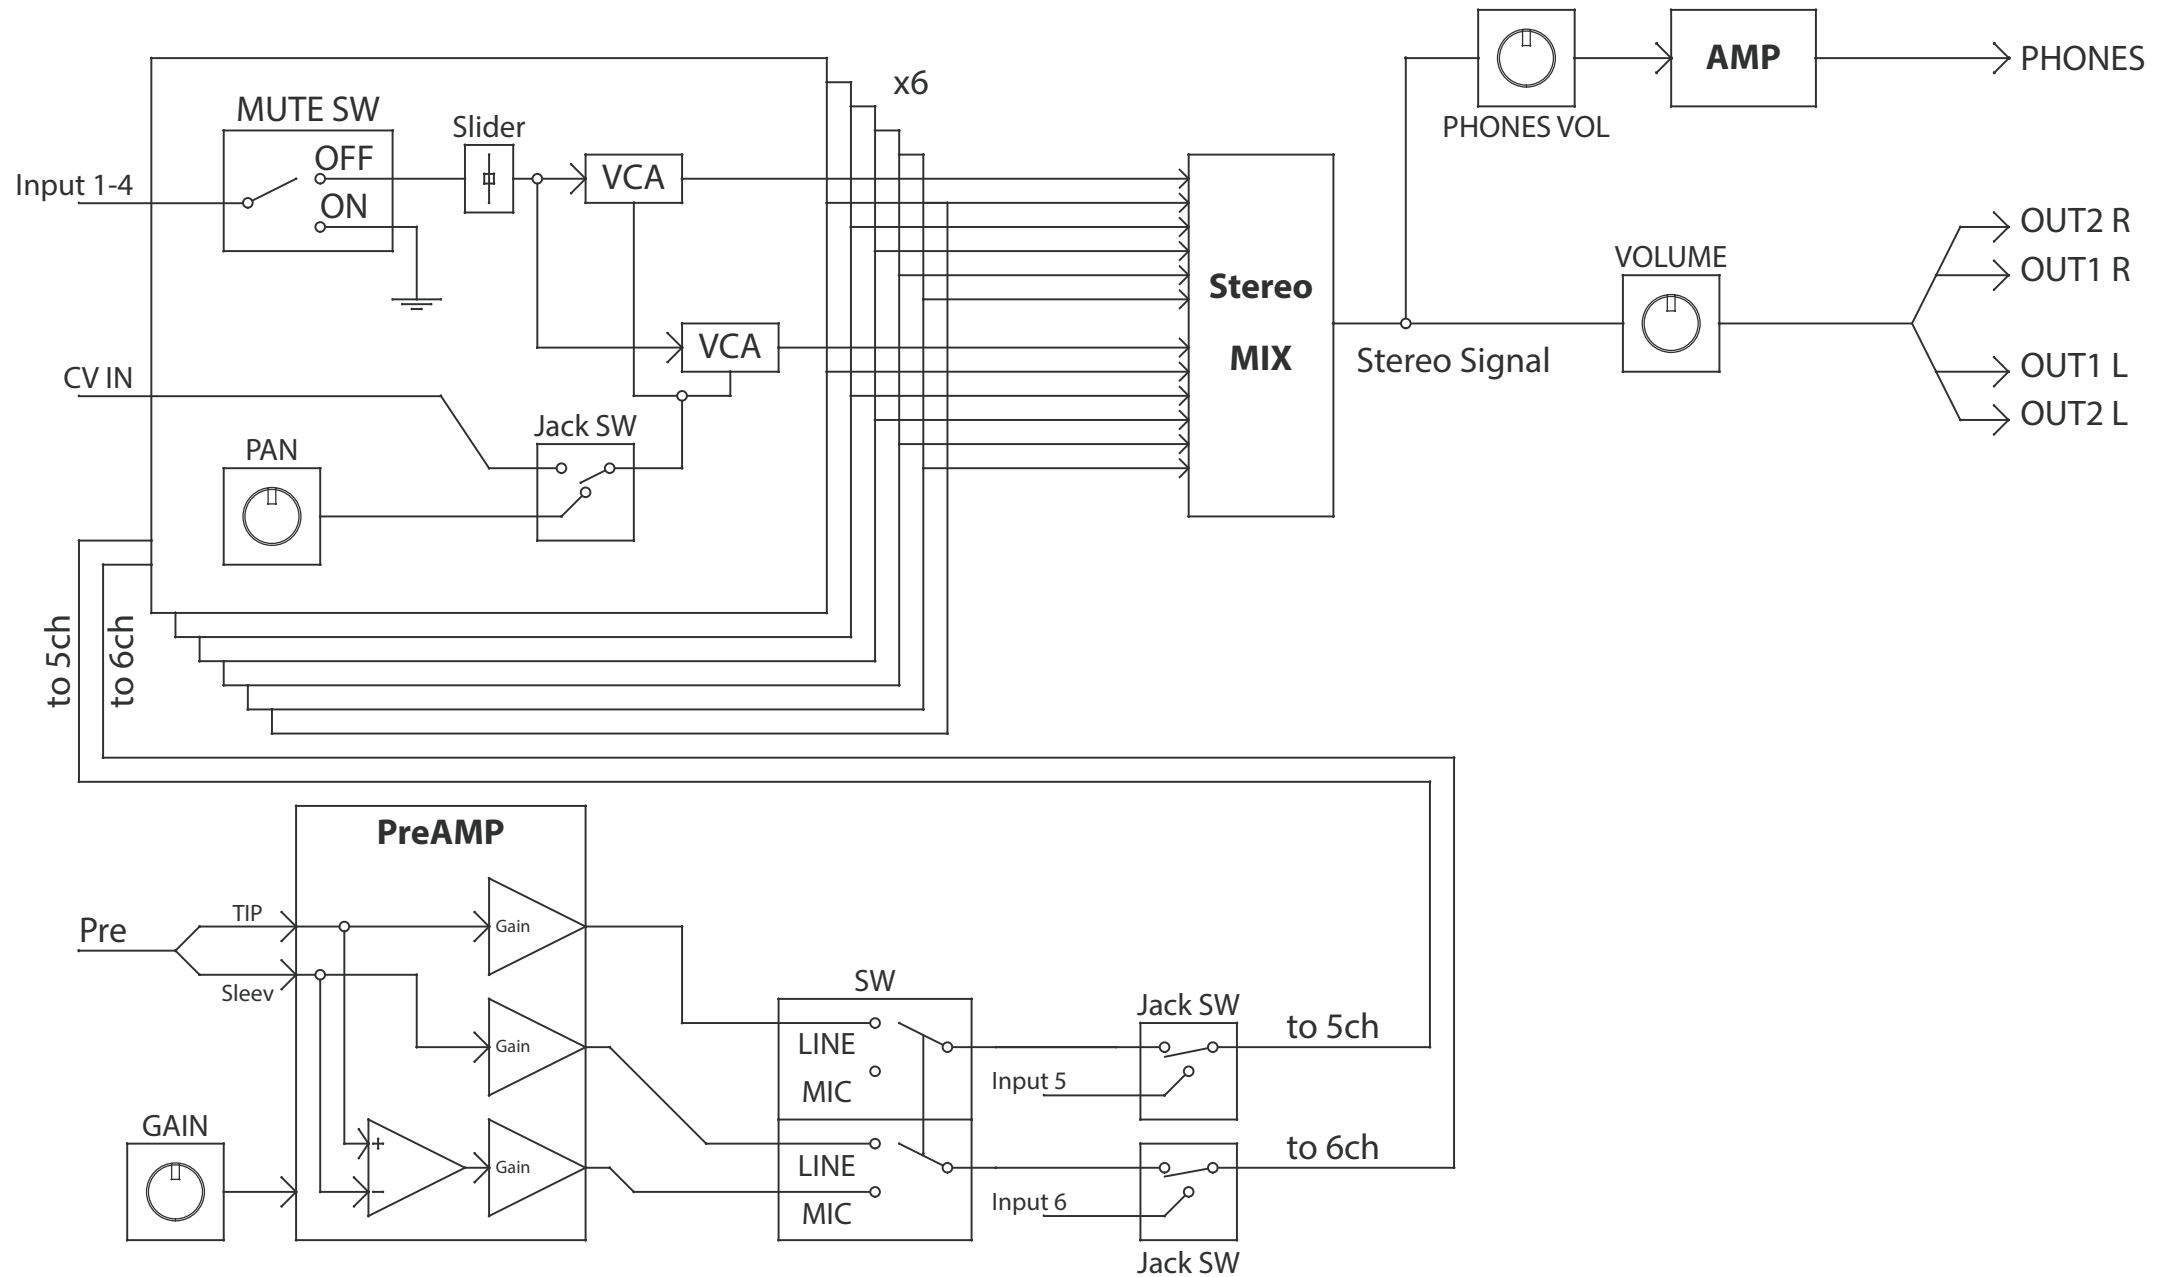 x6
MUTE SW
OFF
ON
Slider
VCA
Input 1-4
VCA
CV IN
Jack SW
PAN
to 5ch
to 6ch
Stereo
MIX
Stereo Signal
PHONES VOL
AMP
PHONES
VOLUME
OUT2 R
OUT1 R
OUT1 L
OUT2 L
PreAMP
Pre
TIP
Sleev
Gain
Gain
+
−
Gain
GAIN
SW
LINE
MIC
LINE
MIC
Input 5
Jack SW
to 5ch
Input 6
to 6ch
Jack SW